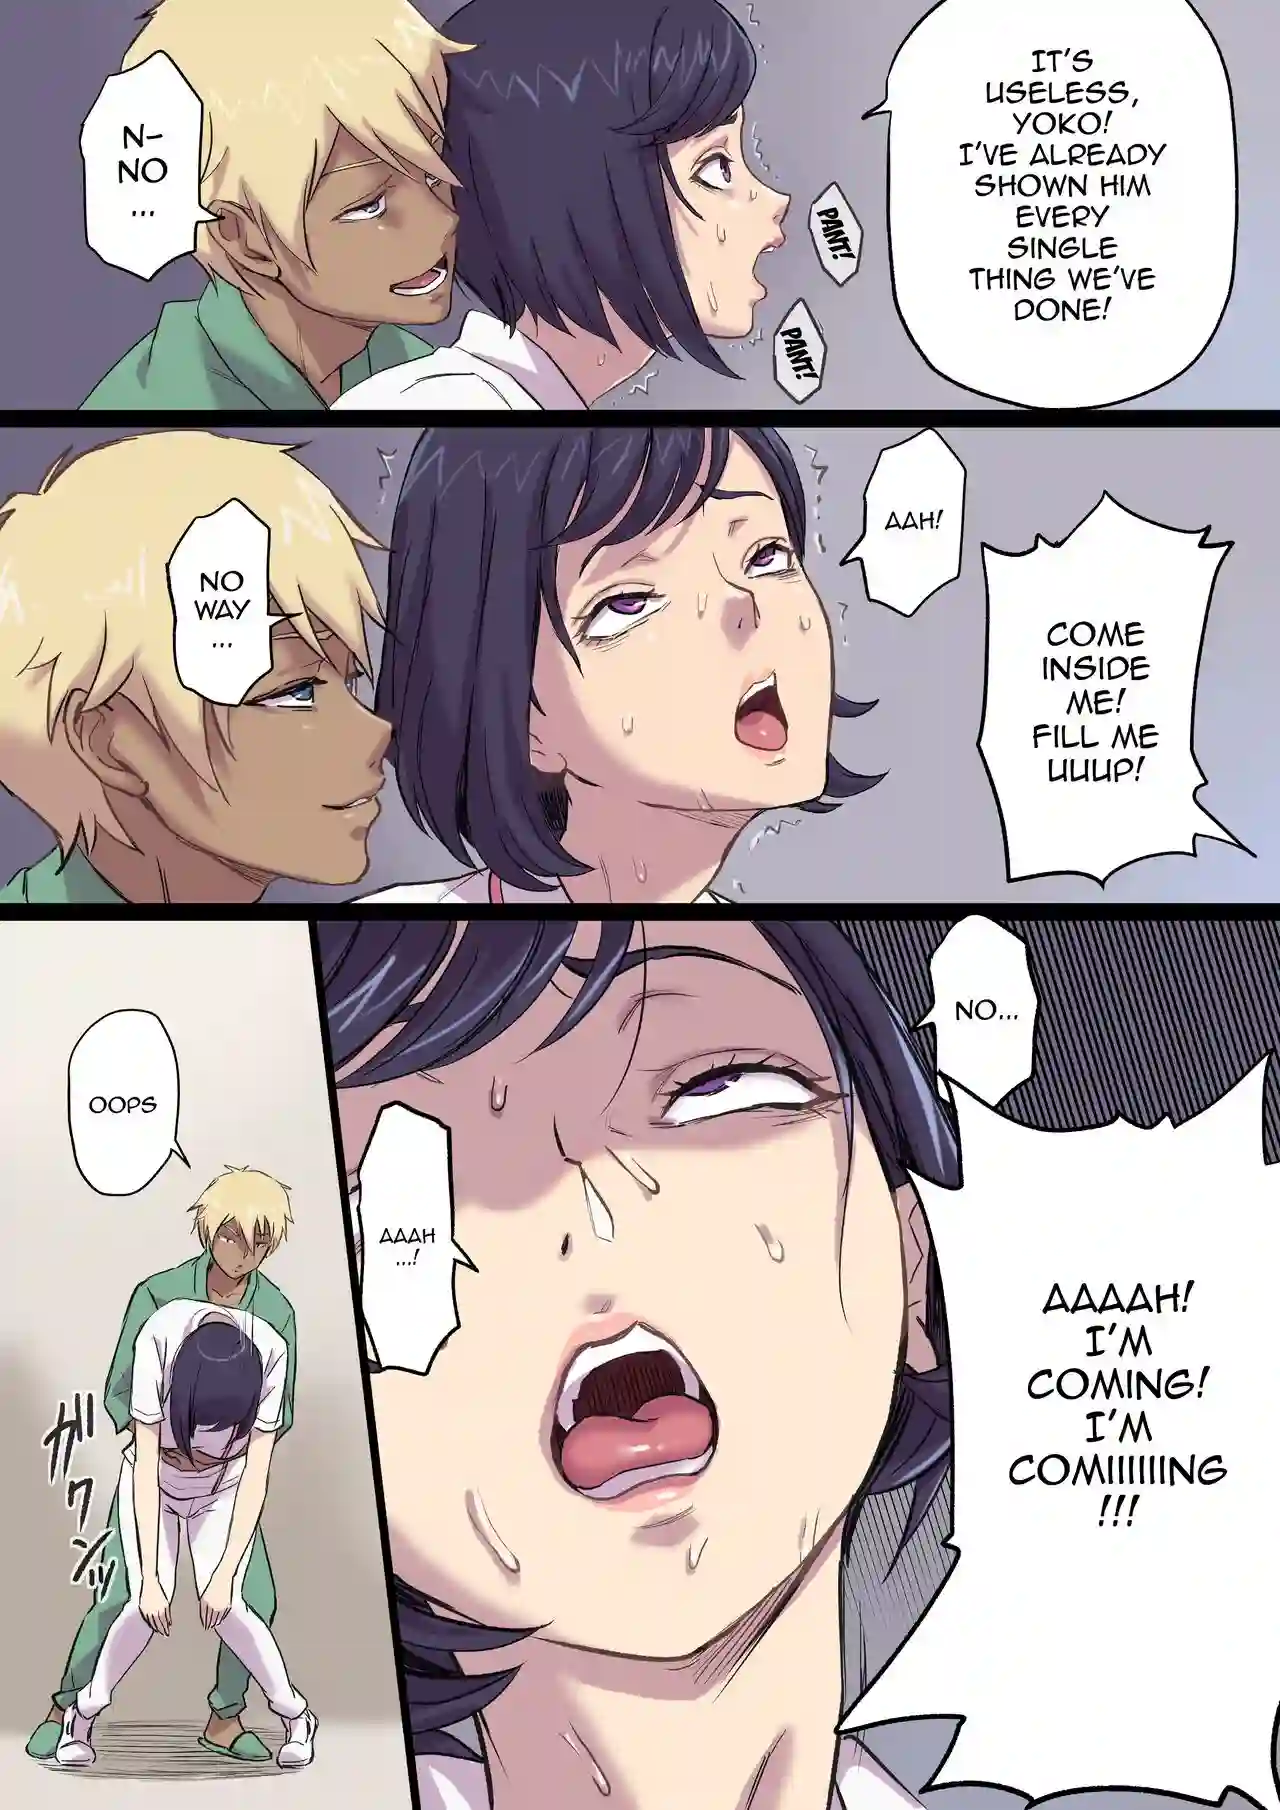 IT'S
USELESS,
YOKO!
I'VE ALREADY
SHOWN HIM
EVERY
SINGLE
THING WE'VE
DONE!
N-
NO
...
PANT!
PANT!
AAH!
COME
INSIDE
ME!
FILL ME
UUUP!
NO
WAY
...
NO...
AAAAH!
I'M
COMING!
I'M
COMIIIIIING
!!!
AAAH
...!
OOPS
ガクンッ